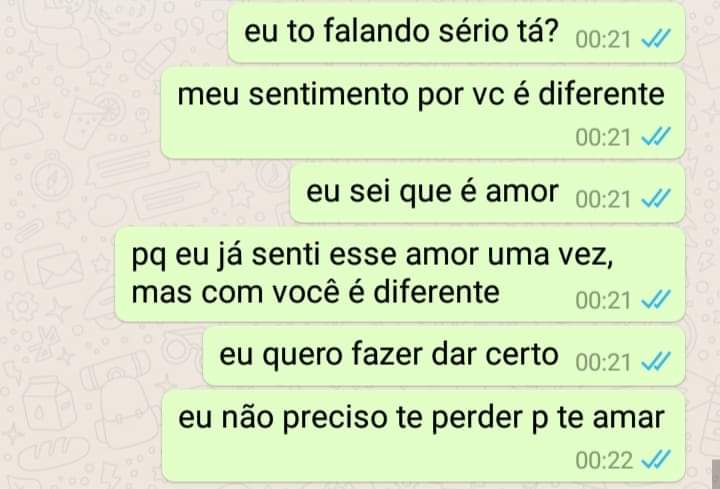 eu to falando sério tá? 00:21
meu sentimento por vc é diferente
00:21
eu sei que é amor 00:21
pq eu já senti esse amor uma vez,
mas com você é diferente 00:21
eu quero fazer dar certo 00:21
eu não preciso te perder p te amar
00:22